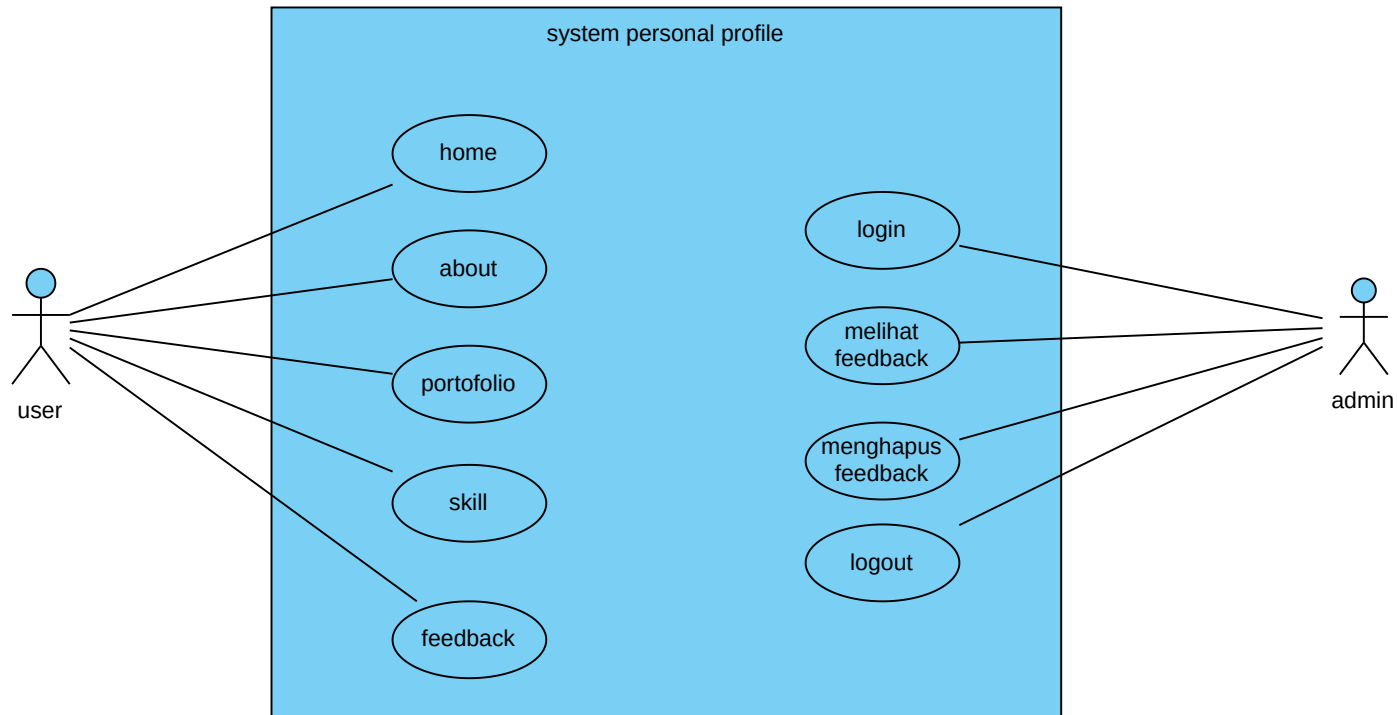 system personal profile
home
about
portofolio
skill
feedback
login
melihat
feedback
menghapus
feedback
logout
user
admin